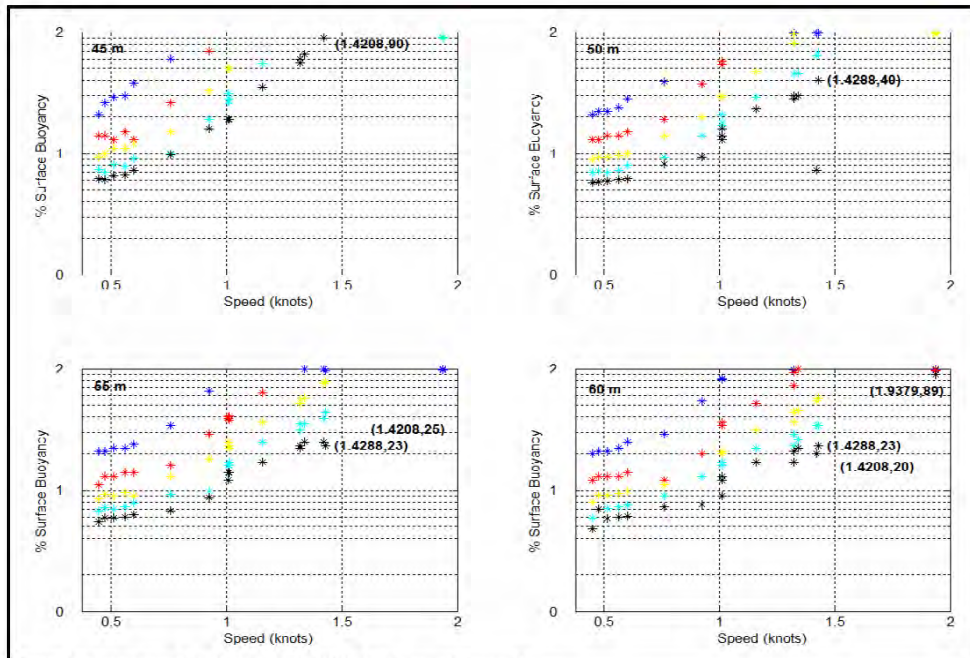 45 m
(1.4208,90)
2
1
0
% Surface Buoyancy
0.5 1 1.5 2
Speed (knots)
50 m
(1.4288,40)
2
1
0
% Surface Buoyancy
0.5 1 1.5 2
Speed (knots)
55 m
(1.4208,25)
(1.4288,23)
2
1
0
% Surface Buoyancy
0.5 1 1.5 2
Speed (knots)
60 m
(1.9379,89)
(1.4288,23)
(1.4208,20)
2
1
0
% Surface Buoyancy
0.5 1 1.5 2
Speed (knots)